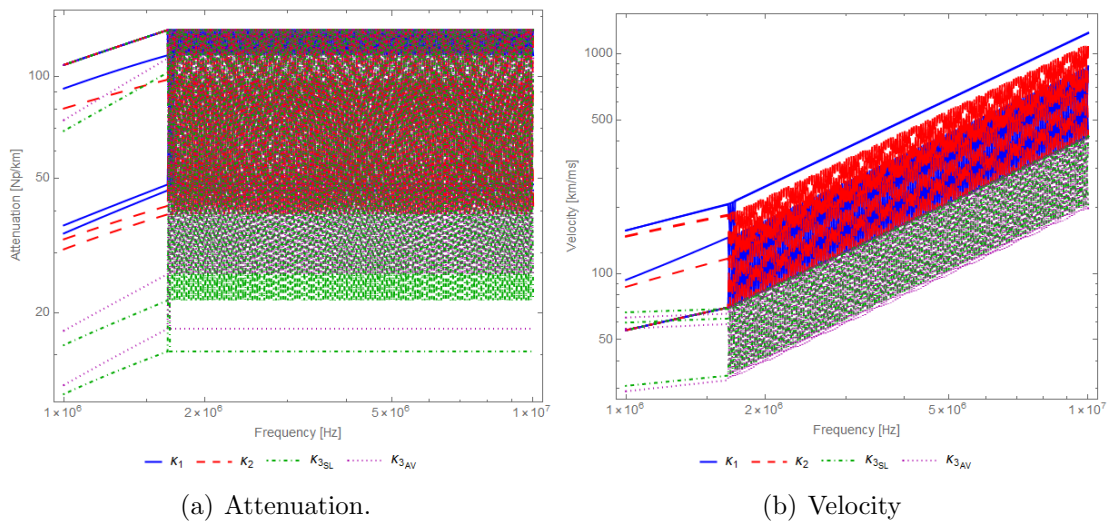 100
50
20
Attenuation [Np/km]
1×10⁶
2×10⁶
5×10⁶
1×10⁷
Frequency [Hz]
κ₁ κ₂ κ₃SL κ₃AV
(a) Attenuation.
1000
500
100
50
Velocity [km/ms]
1×10⁶
2×10⁶
5×10⁶
1×10⁷
Frequency [Hz]
κ₁ κ₂ κ₃SL κ₃AV
(b) Velocity